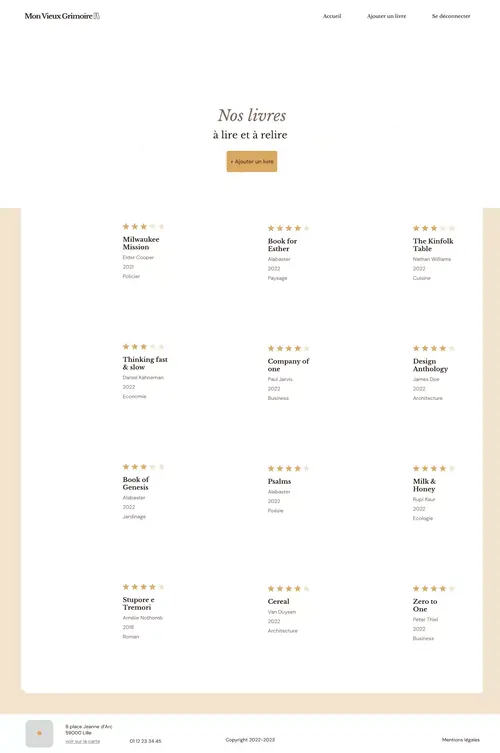 Mon Vieux Grimoire
Accueil
Ajouter un livre
Se déconnecter
Nos livres
à lire et à relire
+ Ajouter un livre
Milwaukee
Mission
Elder Cooper
2021
Policier
Book for
Esther
Alabaster
2022
Paysage
The Kinfolk
Table
Nathan Williams
2022
Cuisine
Thinking fast
& slow
Daniel Kahneman
2022
Economie
Company of
one
Paul Jarvis
2022
Business
Design
Anthology
James Doe
2022
Architecture
Book of
Genesis
Alabaster
2022
Jardinage
Psalms
Alabaster
2022
Poésie
Milk &
Honey
Rupi Kaur
2022
Ecologie
Stupore e
Tremori
Amélie Nothomb
2018
Roman
Cereal
Van Duysen
2022
Architecture
Zero to
One
Peter Thiel
2022
Business
8 place Jeanne d'Arc
59000 Lille
voir sur la carte
01 12 23 34 45
Copyright 2022-2023
Mentions légales